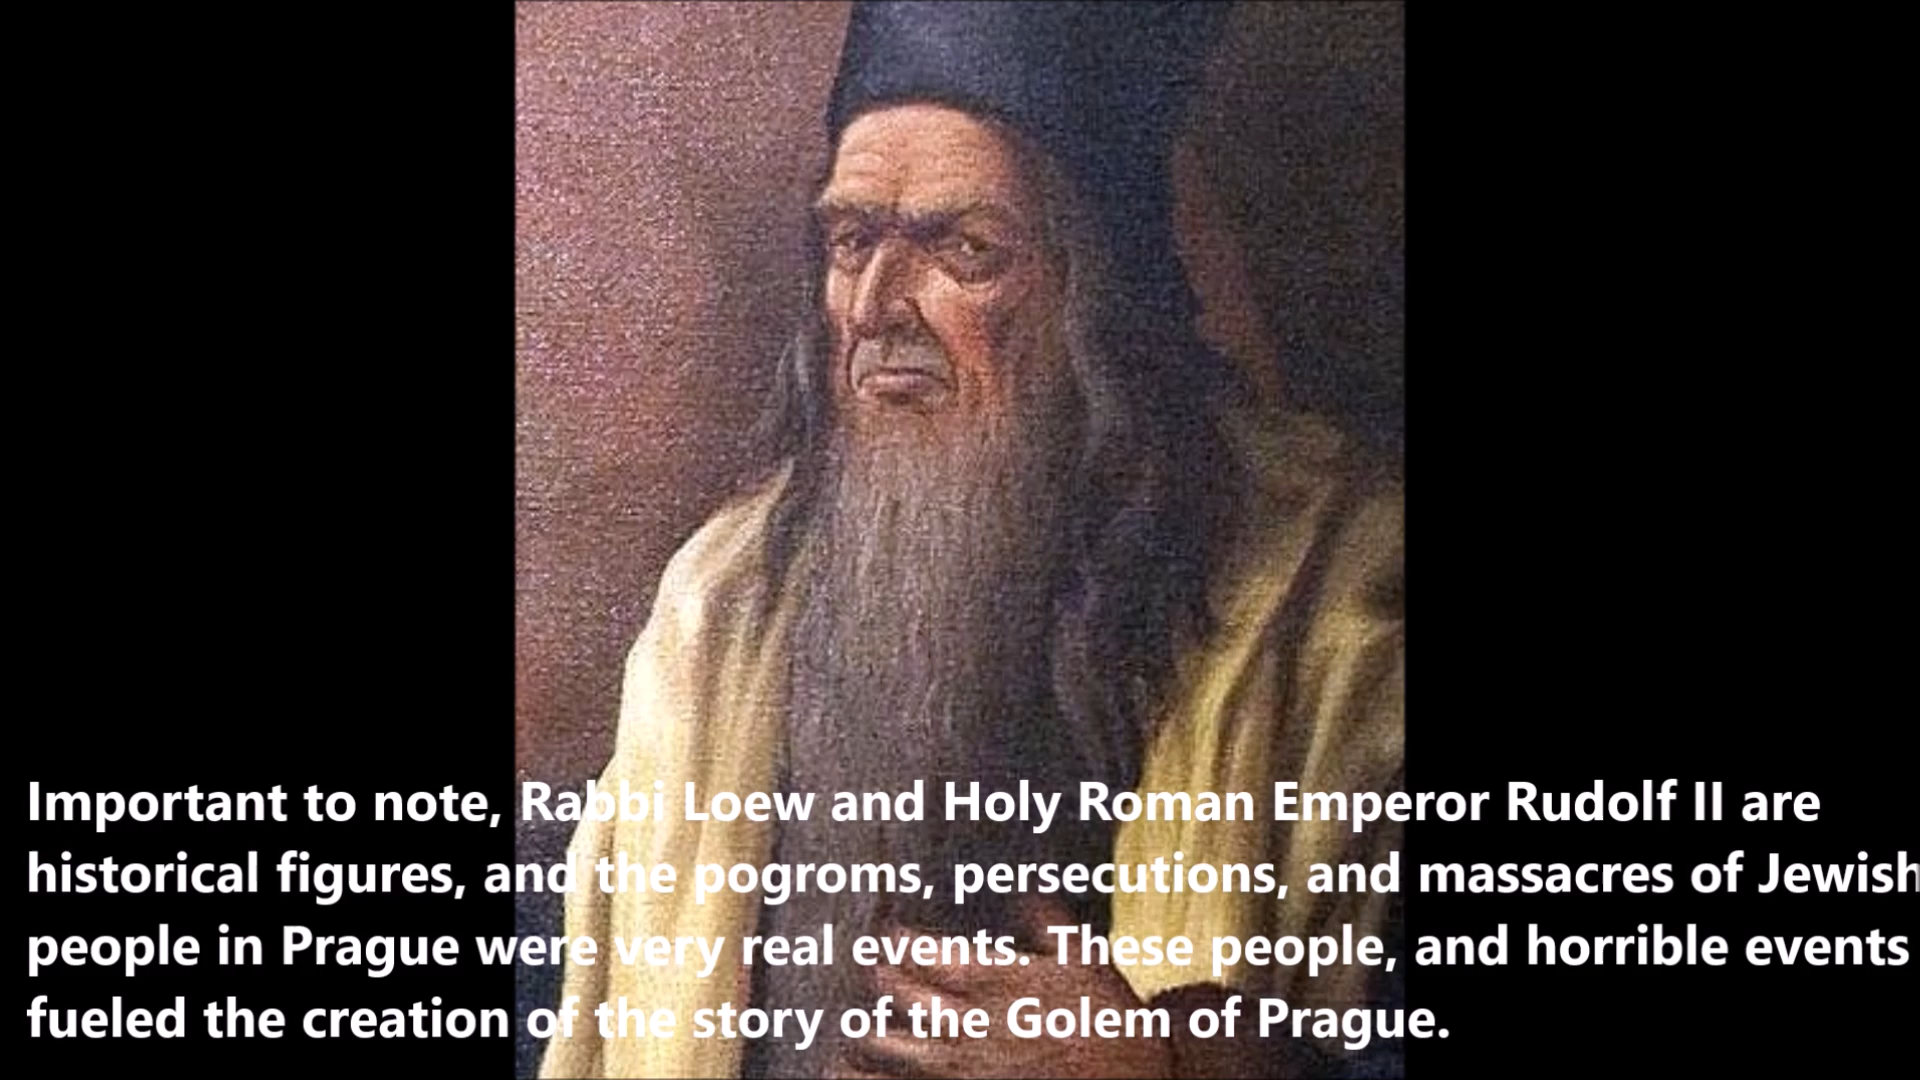 Important to note, Rabbi Loew and Holy Roman Emperor Rudolf II are
historical figures, and the pogroms, persecutions, and massacres of Jewish
people in Prague were very real events. These people, and horrible events
fueled the creation of the story of the Golem of Prague.